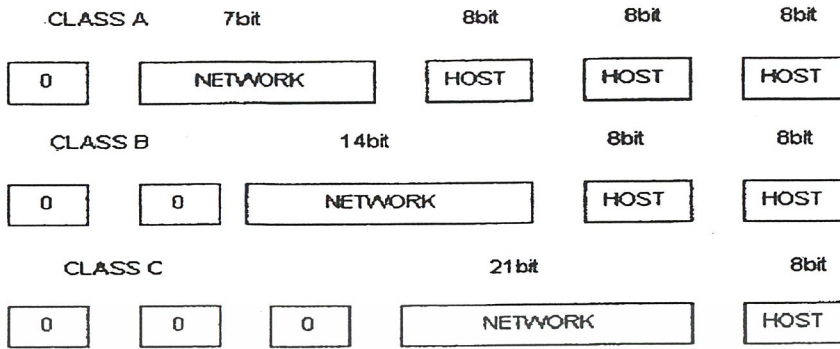 CLASS A 7bit 8bit 8bit 8bit
0 NETWORK HOST HOST HOST
CLASS B 14bit 8bit 8bit
0 0 NETWORK HOST HOST
CLASS C 21bit 8bit
0 0 0 NETWORK HOST